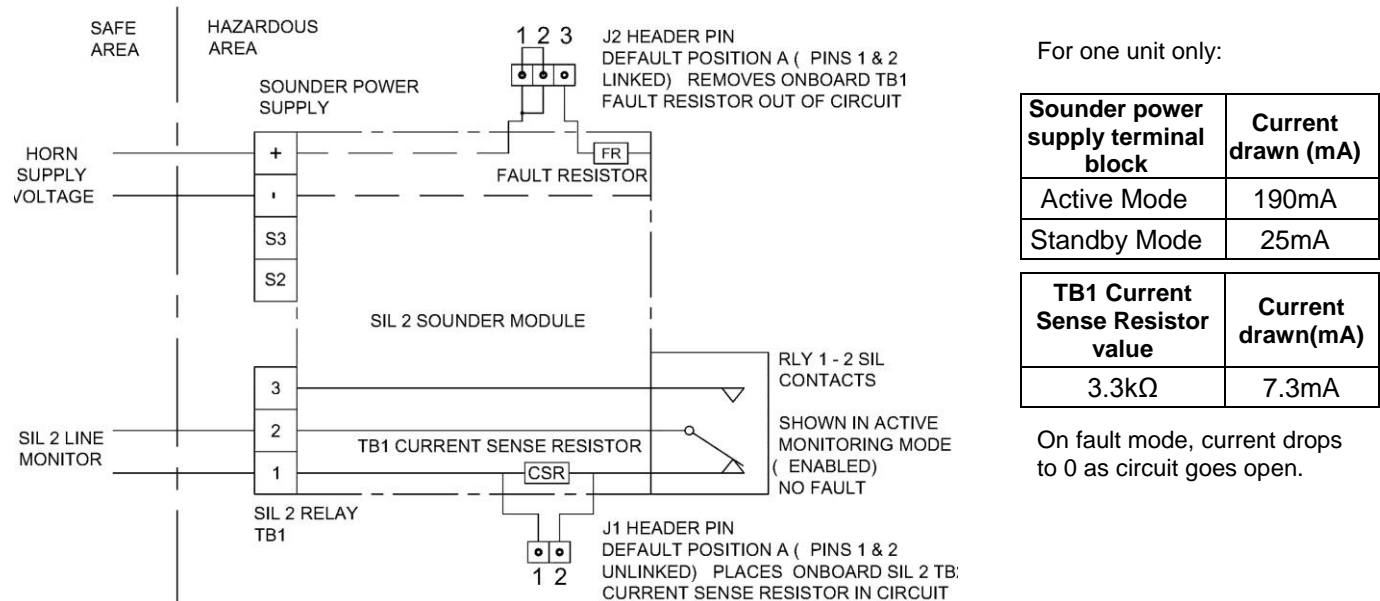 SAFE
AREA
HAZARDOUS
AREA
SOUNDER POWER
SUPPLY
1 2 3
J2 HEADER PIN
DEFAULT POSITION A ( PINS 1 & 2
LINKED) REMOVES ONBOARD TB1
FAULT RESISTOR OUT OF CIRCUIT
HORN
SUPPLY
VOLTAGE
+
-
S3
S2
FR
FAULT RESISTOR
SIL 2 SOUNDER MODULE
3
2
1
SIL 2 LINE
MONITOR
TB1 CURRENT SENSE RESISTOR
CSR
RLY 1 - 2 SIL
CONTACTS
SHOWN IN ACTIVE
MONITORING MODE
( ENABLED)
NO FAULT
SIL 2 RELAY
TB1
1 2
J1 HEADER PIN
DEFAULT POSITION A ( PINS 1 & 2
UNLINKED) PLACES ONBOARD SIL 2 TB
CURRENT SENSE RESISTOR IN CIRCUIT
For one unit only:
Sounder power
supply terminal
block
Current
drawn (mA)
Active Mode
190mA
Standby Mode
25mA
TB1 Current
Sense Resistor
value
Current
drawn(mA)
3.3kΩ
7.3mA
On fault mode, current drops
to 0 as circuit goes open.